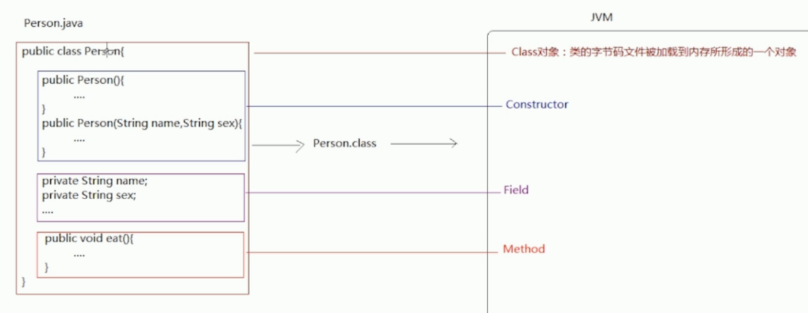 Person.java
JVM
public class Person{
Class对象：类的字节码文件被加载到内存所形成的一个对象
public Person(){
....
}
Constructor
public Person(String name,String sex){
....
}
Person.class
private String name;
private String sex;
....
Field
public void eat(){
....
}
Method
}